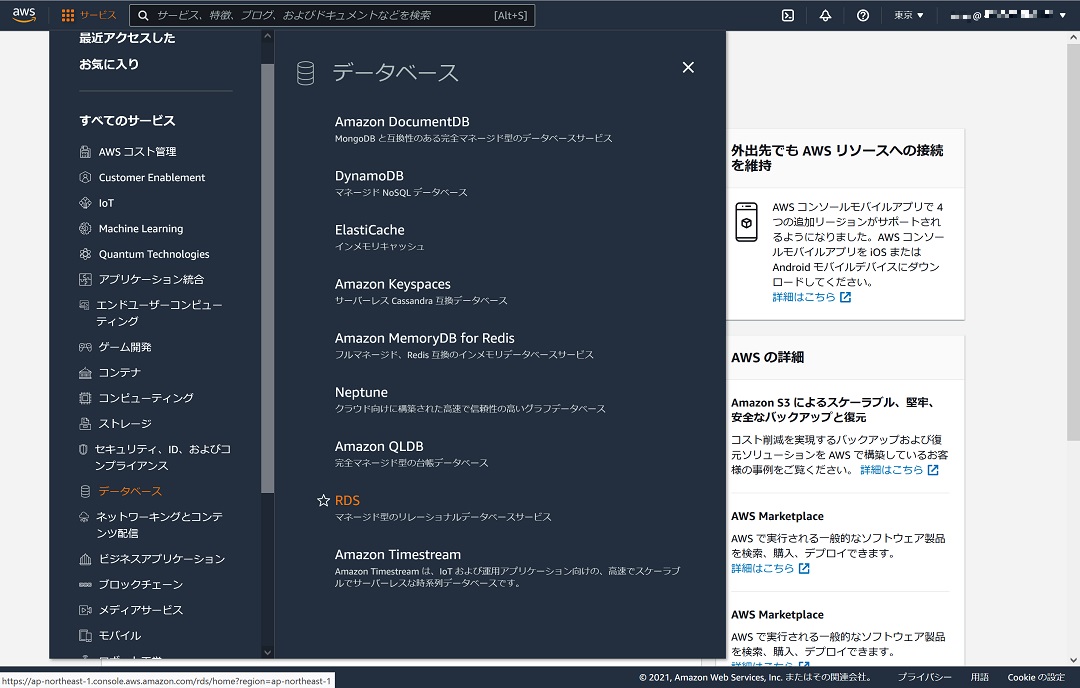 aws
サービス
サービス、特徴、ブログ、およびドキュメントなどを検索
[Alt+S]
東京 ▼
@
最近アクセスした
お気に入り
すべてのサービス
AWS コスト管理
Customer Enablement
IoT
Machine Learning
Quantum Technologies
アプリケーション統合
エンドユーザーコンピュー
ティング
ゲーム開発
コンテナ
コンピューティング
ストレージ
セキュリティ、ID、およびコ
ンプライアンス
データベース
ネットワーキングとコンテ
ンツ配信
ビジネスアプリケーション
ブロックチェーン
メディアサービス
モバイル
データベース
Amazon DocumentDB
MongoDB と互換性のある完全マネージド型のデータベースサービス
DynamoDB
マネージド NoSQL データベース
ElastiCache
インメモリキャッシュ
Amazon Keyspaces
サーバーレス Cassandra 互換データベース
Amazon MemoryDB for Redis
フルマネージド、Redis 互換のインメモリデータベースサービス
Neptune
クラウド向けに構築された高速で信頼性の高いグラフデータベース
Amazon QLDB
完全マネージド型の台帳データベース
RDS
マネージド型のリレーショナルデータベースサービス
Amazon Timestream
Amazon Timestream は、IoT および運用アプリケーション向けの、高速でスケーラブ
ルでサーバーレスな時系列データベースです。
外出先でも AWS リソースへの接続
を維持
AWS コンソールモバイルアプリで 4
つの追加リージョンがサポートされ
るようになりました。AWS コンソー
ルモバイルアプリを iOS または
Android モバイルデバイスにダウン
ロードしてください。
詳細はこちら
AWS の詳細
Amazon S3 によるスケーラブル、堅牢、
安全なバックアップと復元
コスト削減を実現するバックアップおよび復
元ソリューションを AWS で構築しているお客
様の事例をご覧ください。 詳細はこちら
AWS Marketplace
AWS で実行される一般的なソフトウェア製品
を検索、購入、デプロイできます。
詳細はこちら
AWS Marketplace
AWS で実行される一般的なソフトウェア製品
を検索、購入、デプロイできます。
詳細はこちら
https://ap-northeast-1.console.aws.amazon.com/rds/home?region=ap-northeast-1
© 2021, Amazon Web Services, Inc. またはその関連会社。
プライバシー
用語
Cookie の設定